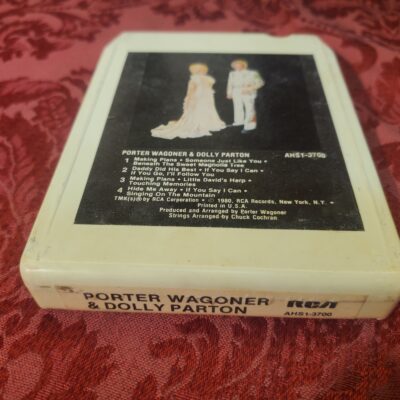 PORTER WAGONER & DOLLY PARTON AHS1-3700
1 Making Plans • Someone Just Like You •
Beneath The Sweet Magnolia Tree
2 Daddy Did His Best • If You Say I Can •
If You Go, I'll Follow You
3 Making Plans • Little David's Harp •
Touching Memories
4 Hide Me Away • If You Say I Can •
Singing On The Mountain
TMK(s)® by RCA Corporation • © 1980, RCA Records, New York, N.Y. •
Printed in U.S.A.
Produced and Arranged by Porter Wagoner
Strings Arranged by Chuck Cochran
PORTER WAGONER RCA
& DOLLY PARTON AHS1-3700